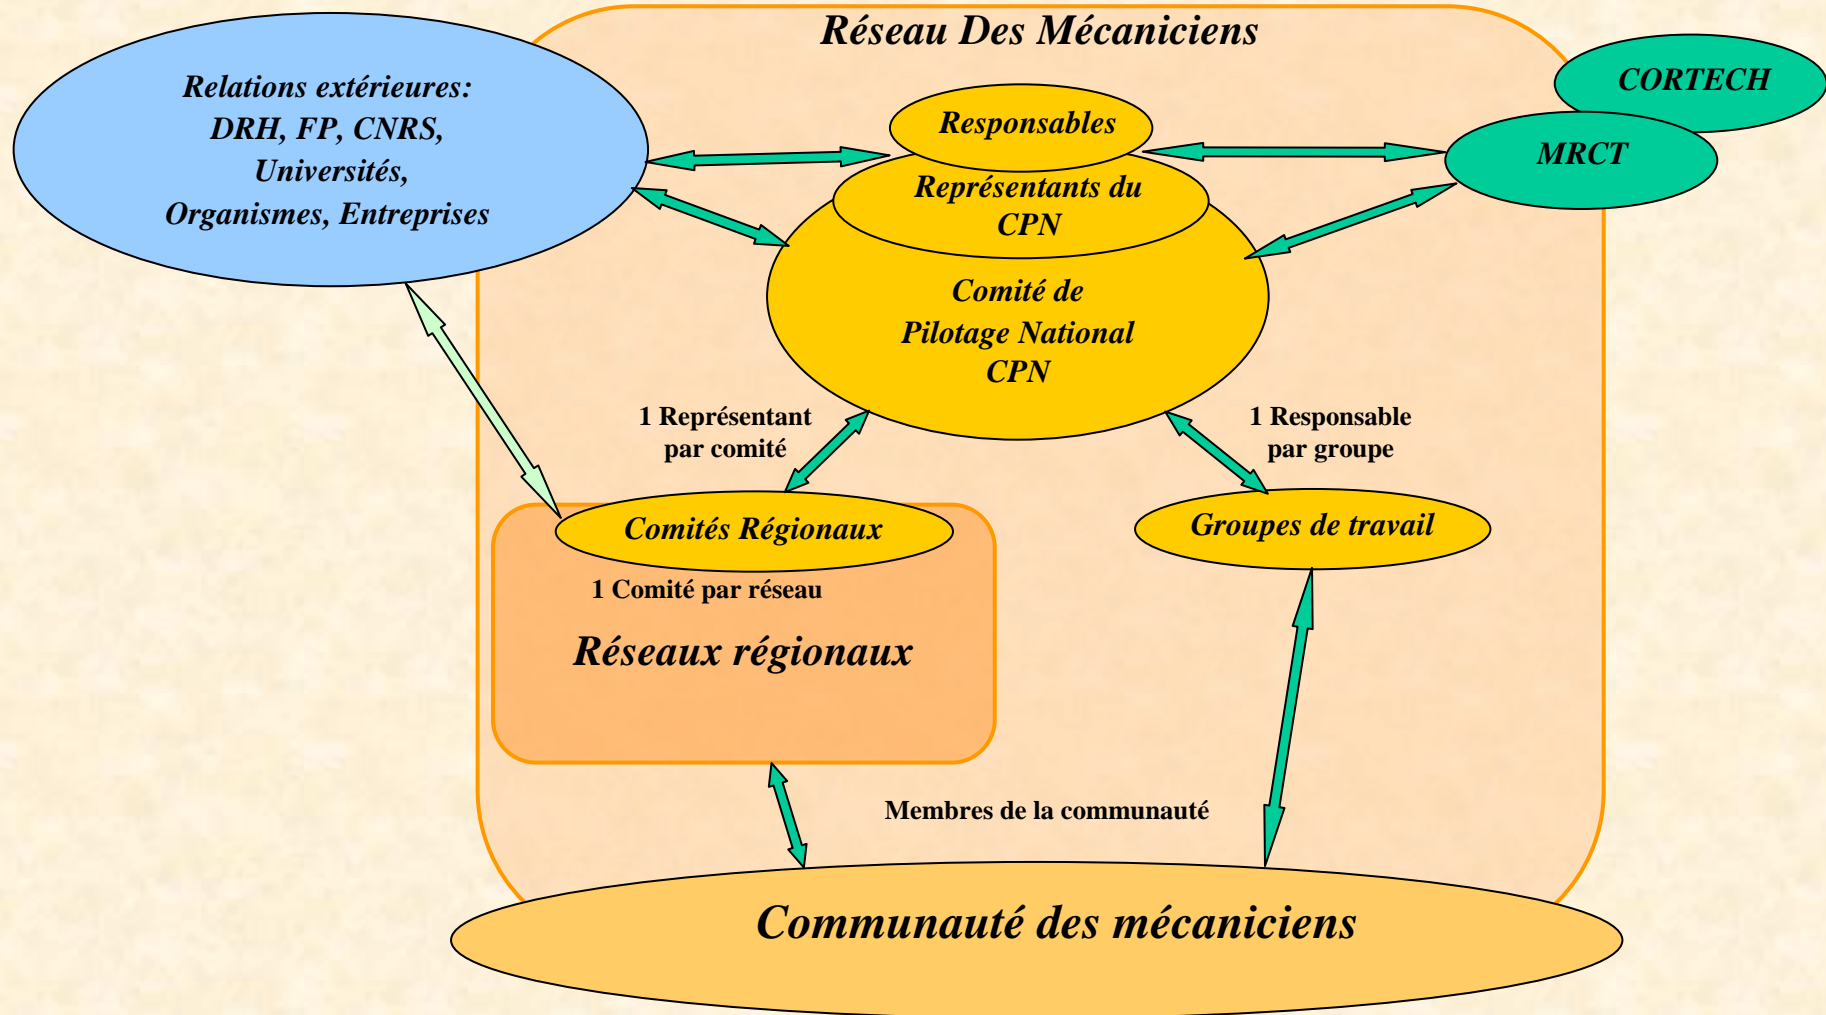 Réseau Des Mécaniciens
Relations extérieures:
DRH, FP, CNRS,
Universités,
Organismes, Entreprises
CORTECH
MRCT
Responsables
Représentants du
CPN
Comité de
Pilotage National
CPN
1 Représentant
par comité
1 Responsable
par groupe
Comités Régionaux
Groupes de travail
1 Comité par réseau
Réseaux régionaux
Membres de la communauté
Communauté des mécaniciens